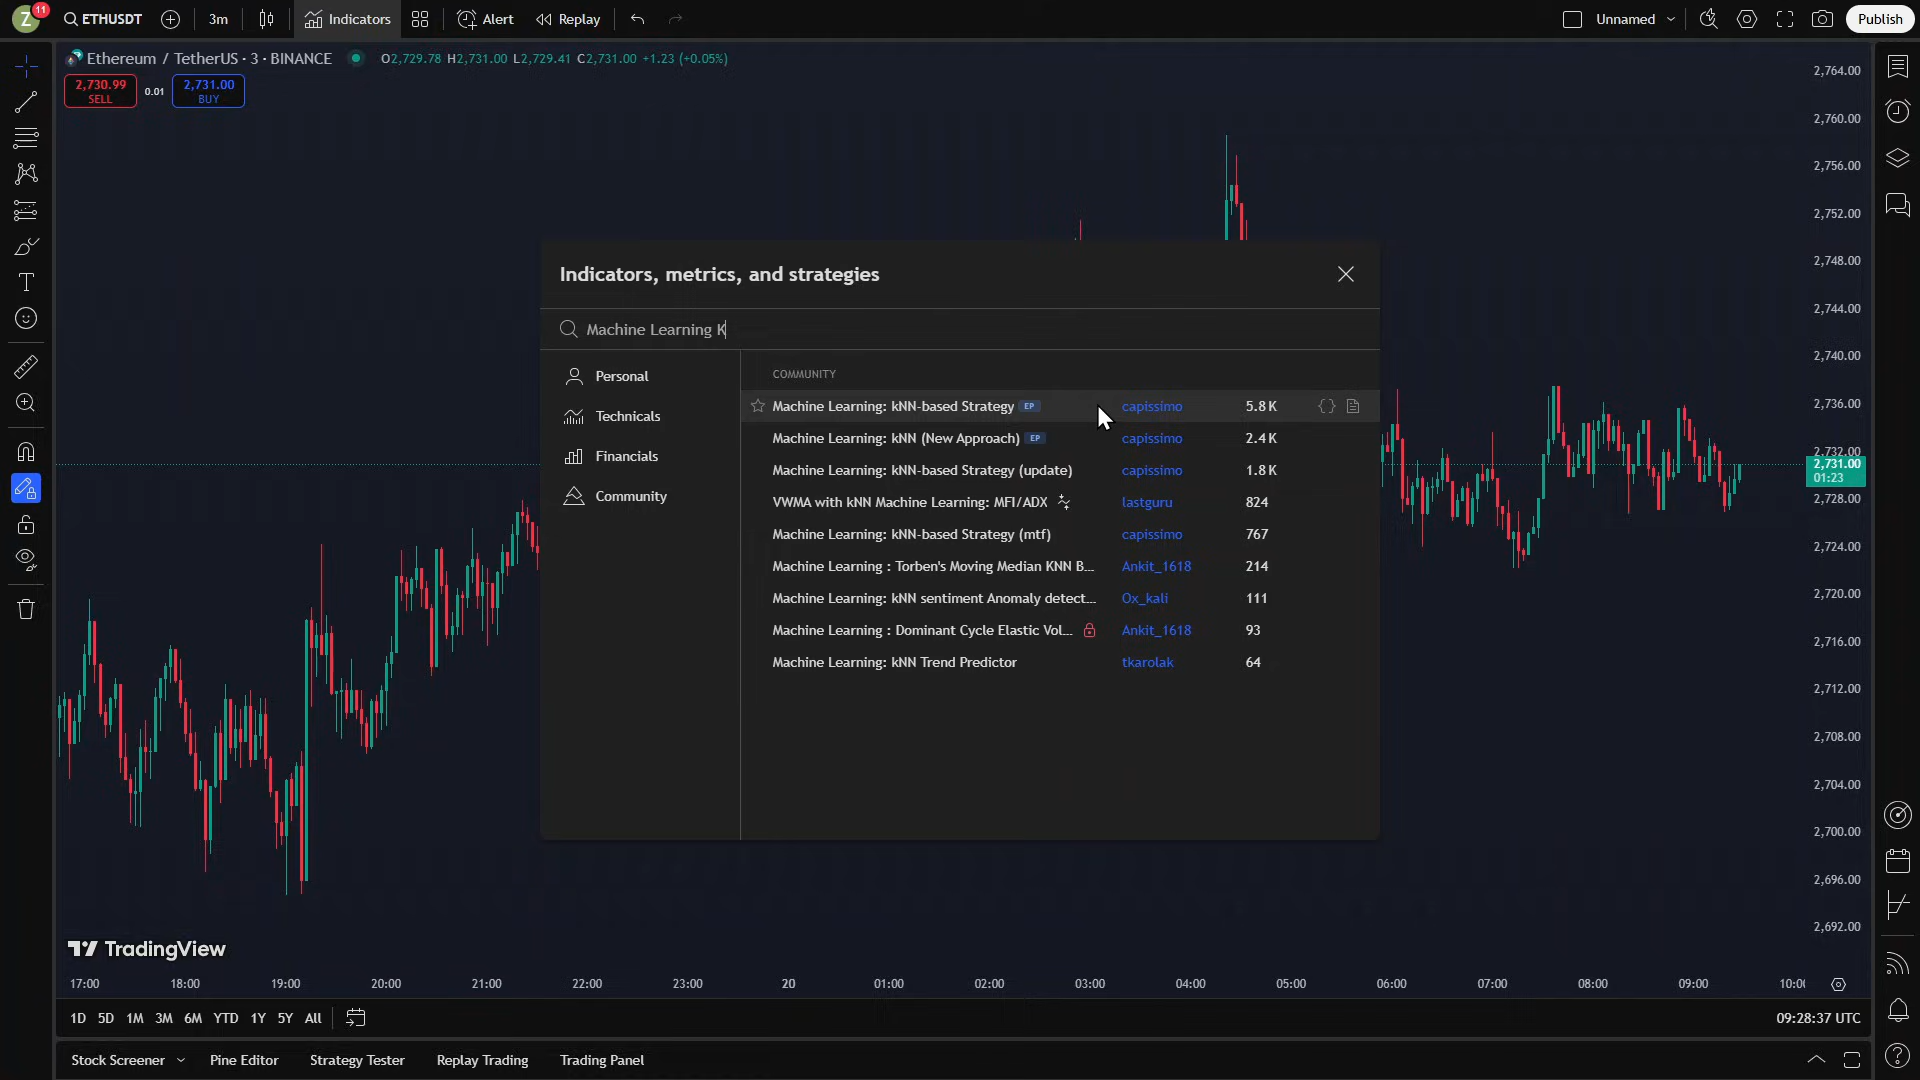 Z 11 ETHUSDT 3m Indicators Alert Replay Unnamed Publish
Ethereum / TetherUS · 3 · BINANCE O2,729.78 H2,731.00 L2,729.41 C2,731.00 +1.23 (+0.05%)
2,730.99
SELL
0.01
2,731.00
BUY
Indicators, metrics, and strategies
Machine Learning K
Personal
Technicals
Financials
Community
COMMUNITY
Machine Learning: kNN-based Strategy EP capissimo 5.8 K
Machine Learning: kNN (New Approach) EP capissimo 2.4 K
Machine Learning: kNN-based Strategy (update) capissimo 1.8 K
VWMA with kNN Machine Learning: MFI/ADX lastguru 824
Machine Learning: kNN-based Strategy (mtf) capissimo 767
Machine Learning : Torben's Moving Median KNN B... Ankit_1618 214
Machine Learning: kNN sentiment Anomaly detect... Ox_kali 111
Machine Learning : Dominant Cycle Elastic Vol... Ankit_1618 93
Machine Learning: kNN Trend Predictor tkarolak 64
2,764.00
2,760.00
2,756.00
2,752.00
2,748.00
2,744.00
2,740.00
2,736.00
2,732.00
2,731.00
01:23
2,728.00
2,724.00
2,720.00
2,716.00
2,712.00
2,708.00
2,704.00
2,700.00
2,696.00
2,692.00
TradingView
17:00 18:00 19:00 20:00 21:00 22:00 23:00 20 01:00 02:00 03:00 04:00 05:00 06:00 07:00 08:00 09:00 10:00
1D 5D 1M 3M 6M YTD 1Y 5Y All 09:28:37 UTC
Stock Screener Pine Editor Strategy Tester Replay Trading Trading Panel